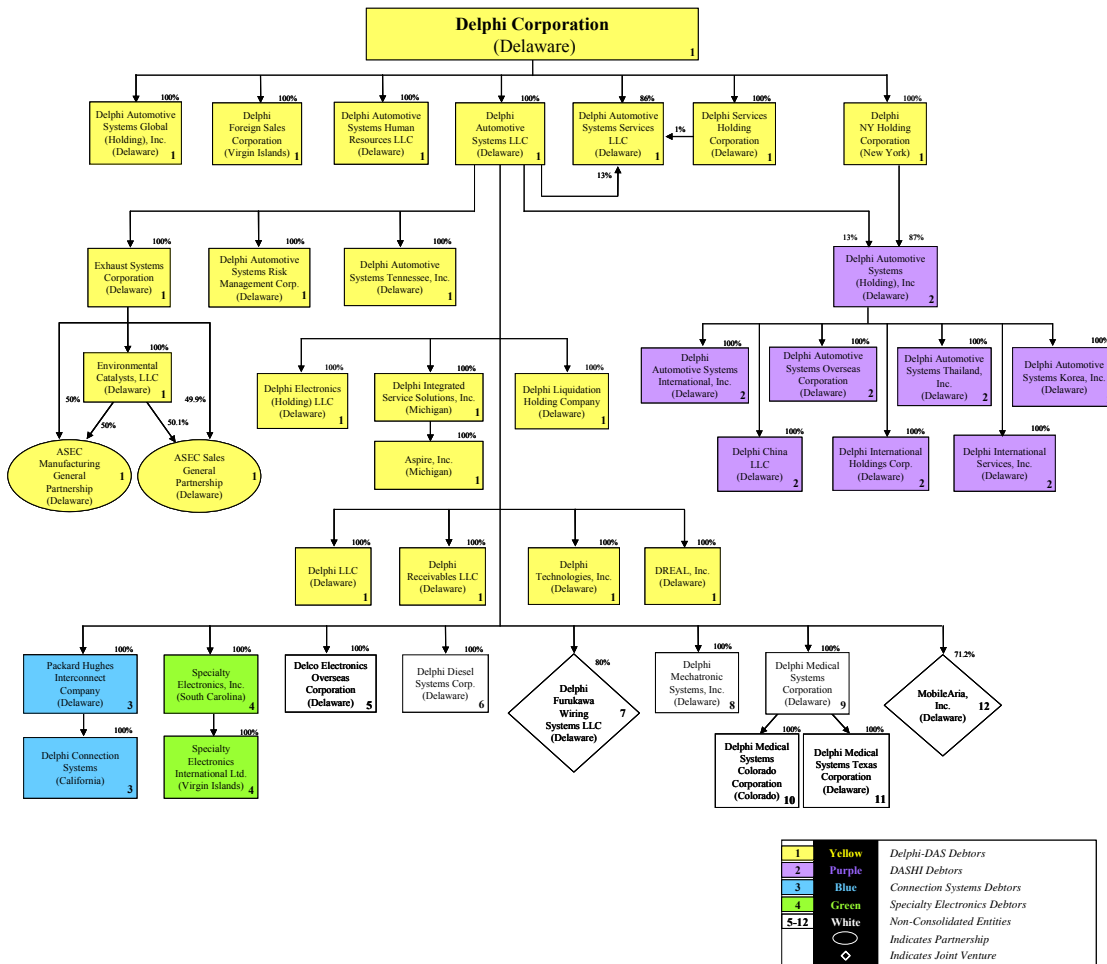 Delphi Corporation
(Delaware)
1
100%
100%
100%
100%
86%
100%
100%
Delphi Automotive
Systems Global
(Holding), Inc.
(Delaware)
1
Delphi
Foreign Sales
Corporation
(Virgin Islands)
1
Delphi Automotive
Systems Human
Resources LLC
(Delaware)
1
Delphi
Automotive
Systems LLC
(Delaware)
1
Delphi Automotive
Systems Services
LLC
(Delaware)
1
1%
Delphi Services
Holding
Corporation
(Delaware)
1
Delphi
NY Holding
Corporation
(New York)
1
13%
100%
100%
100%
13%
87%
Exhaust Systems
Corporation
(Delaware)
1
Delphi Automotive
Systems Risk
Management Corp.
(Delaware)
1
Delphi Automotive
Systems Tennessee, Inc.
(Delaware)
1
Delphi Automotive
Systems
(Holding), Inc
(Delaware)
2
100%
Environmental
Catalysts, LLC
(Delaware)
1
100%
100%
100%
Delphi Electronics
(Holding) LLC
(Delaware)
1
Delphi Integrated
Service Solutions, Inc.
(Michigan)
1
Delphi Liquidation
Holding Company
(Delaware)
1
100%
100%
100%
100%
Delphi
Automotive Systems
International, Inc.
(Delaware)
2
Delphi Automotive
Systems Overseas
Corporation
(Delaware)
2
Delphi Automotive
Systems Thailand,
Inc.
(Delaware)
2
Delphi Automotive
Systems Korea, Inc.
(Delaware)
2
50%
50%
50.1%
49.9%
ASEC
Manufacturing
General
Partnership
(Delaware)
1
ASEC Sales
General
Partnership
(Delaware)
1
100%
Aspire, Inc.
(Michigan)
1
100%
100%
100%
Delphi China
LLC
(Delaware)
2
Delphi International
Holdings Corp.
(Delaware)
2
Delphi International
Services, Inc.
(Delaware)
2
100%
100%
100%
100%
Delphi LLC
(Delaware)
1
Delphi
Receivables LLC
(Delaware)
1
Delphi
Technologies, Inc.
(Delaware)
1
DREAL, Inc.
(Delaware)
1
100%
100%
100%
100%
80%
100%
100%
71.2%
Packard Hughes
Interconnect
Company
(Delaware)
3
Specialty
Electronics, Inc.
(South Carolina)
4
Delco Electronics
Overseas
Corporation
(Delaware)
5
Delphi Diesel
Systems Corp.
(Delaware)
6
Delphi
Furukawa
Wiring
Systems LLC
(Delaware)
7
Delphi
Mechatronic
Systems, Inc.
(Delaware)
8
Delphi Medical
Systems
Corporation
(Delaware)
9
MobileAria,
Inc.
(Delaware)
12
100%
100%
100%
100%
Delphi Connection
Systems
(California)
3
Specialty
Electronics
International Ltd.
(Virgin Islands)
4
Delphi Medical
Systems
Colorado
Corporation
(Colorado)
10
Delphi Medical
Systems Texas
Corporation
(Delaware)
11
1 Yellow Delphi-DAS Debtors
2 Purple DASHI Debtors
3 Blue Connection Systems Debtors
4 Green Specialty Electronics Debtors
5-12 White Non-Consolidated Entities
Indicates Partnership
Indicates Joint Venture